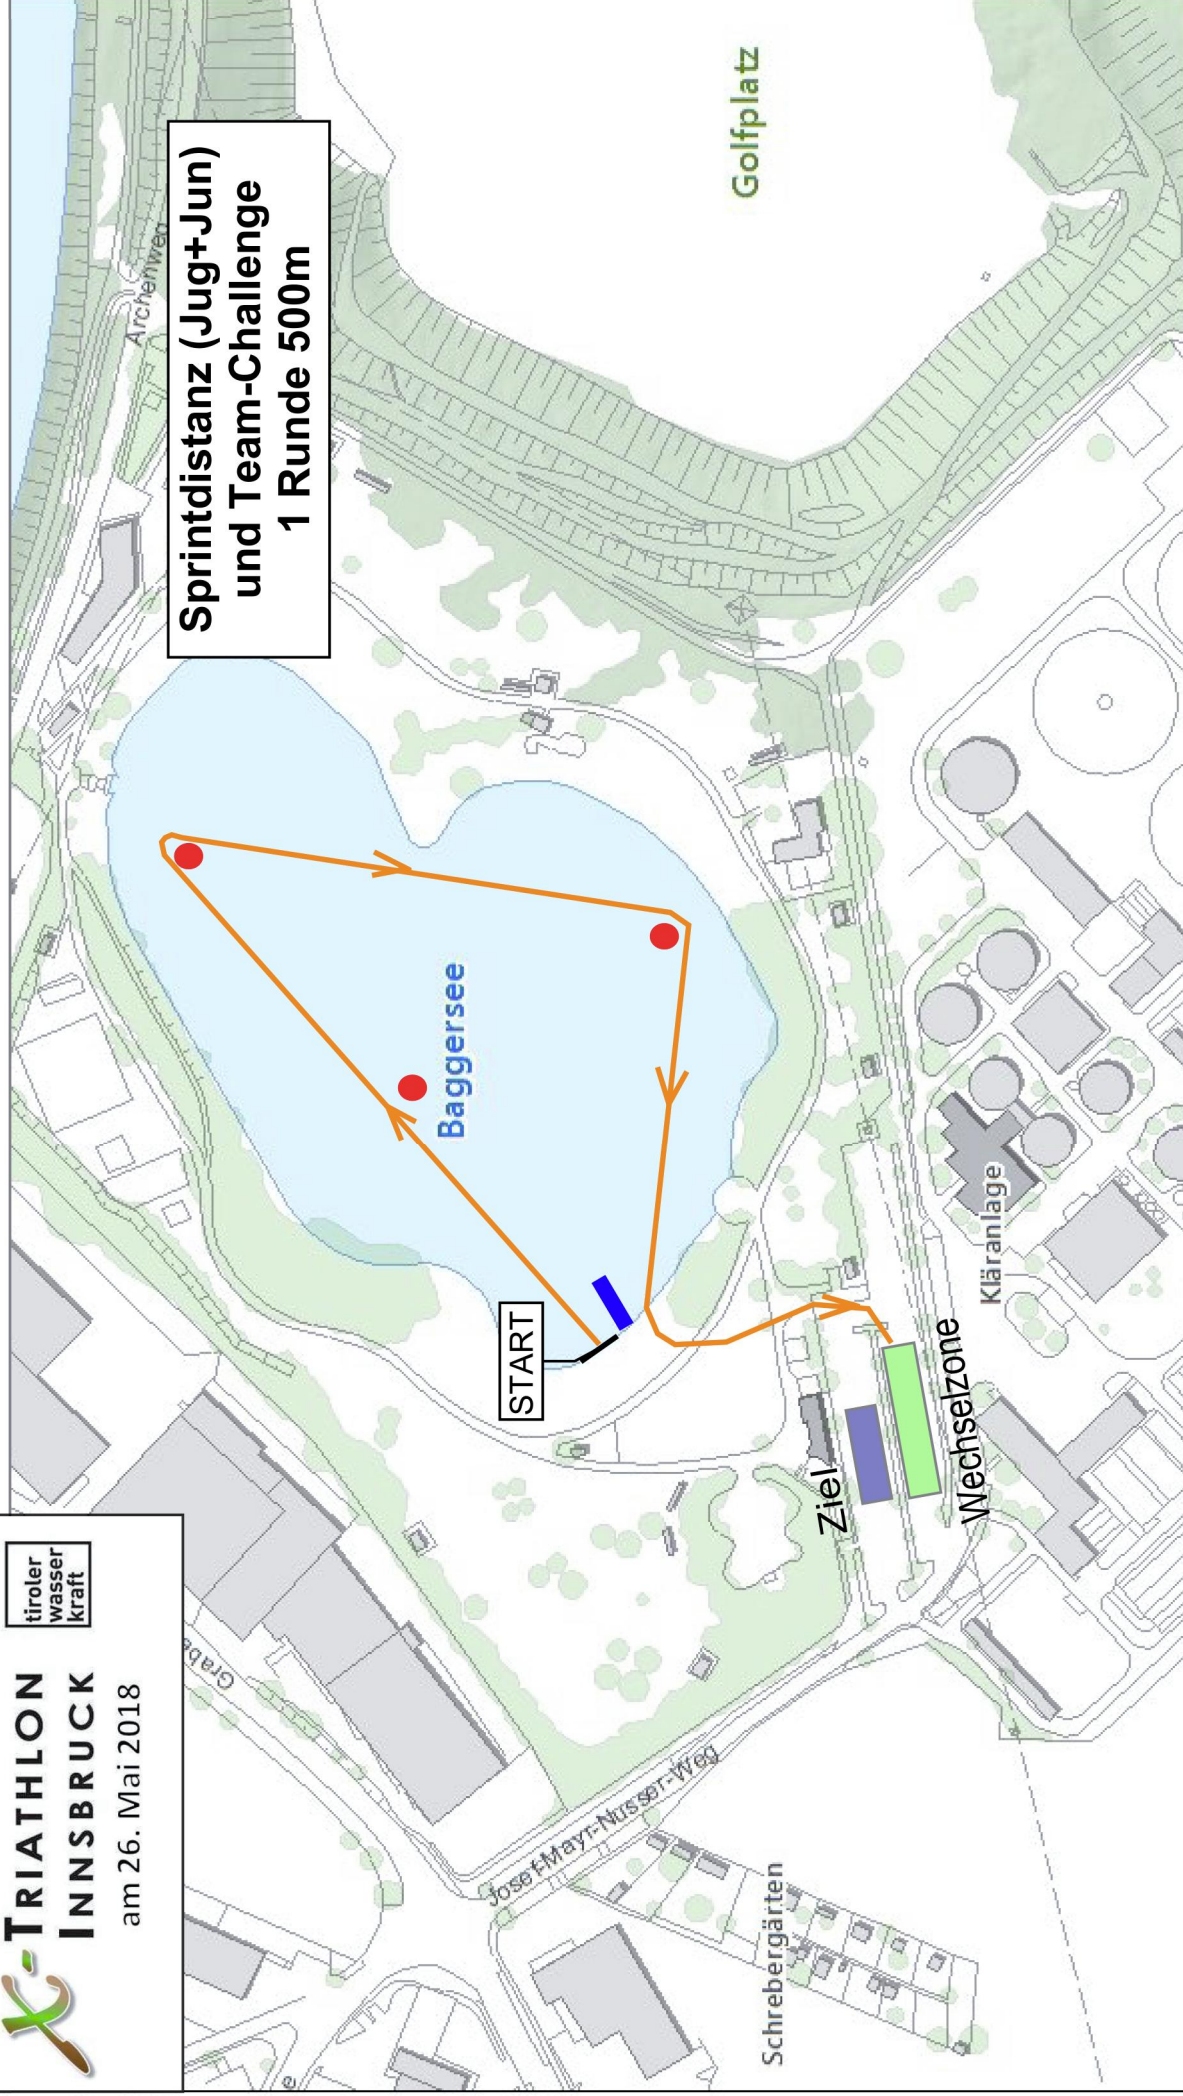 X-TRIATHLON
INNSBRUCK
am 26. Mai 2018
tiroler
wasser
kraft
Sprintdistanz (Jug+Jun)
und Team-Challenge
1 Runde 500m
Archenweg
Golfplatz
Baggersee
START
Grabe
Ziel
Wechselzone
Kläranlage
Josef-Mayr-Nusser-Weg
Schrebergärten
e